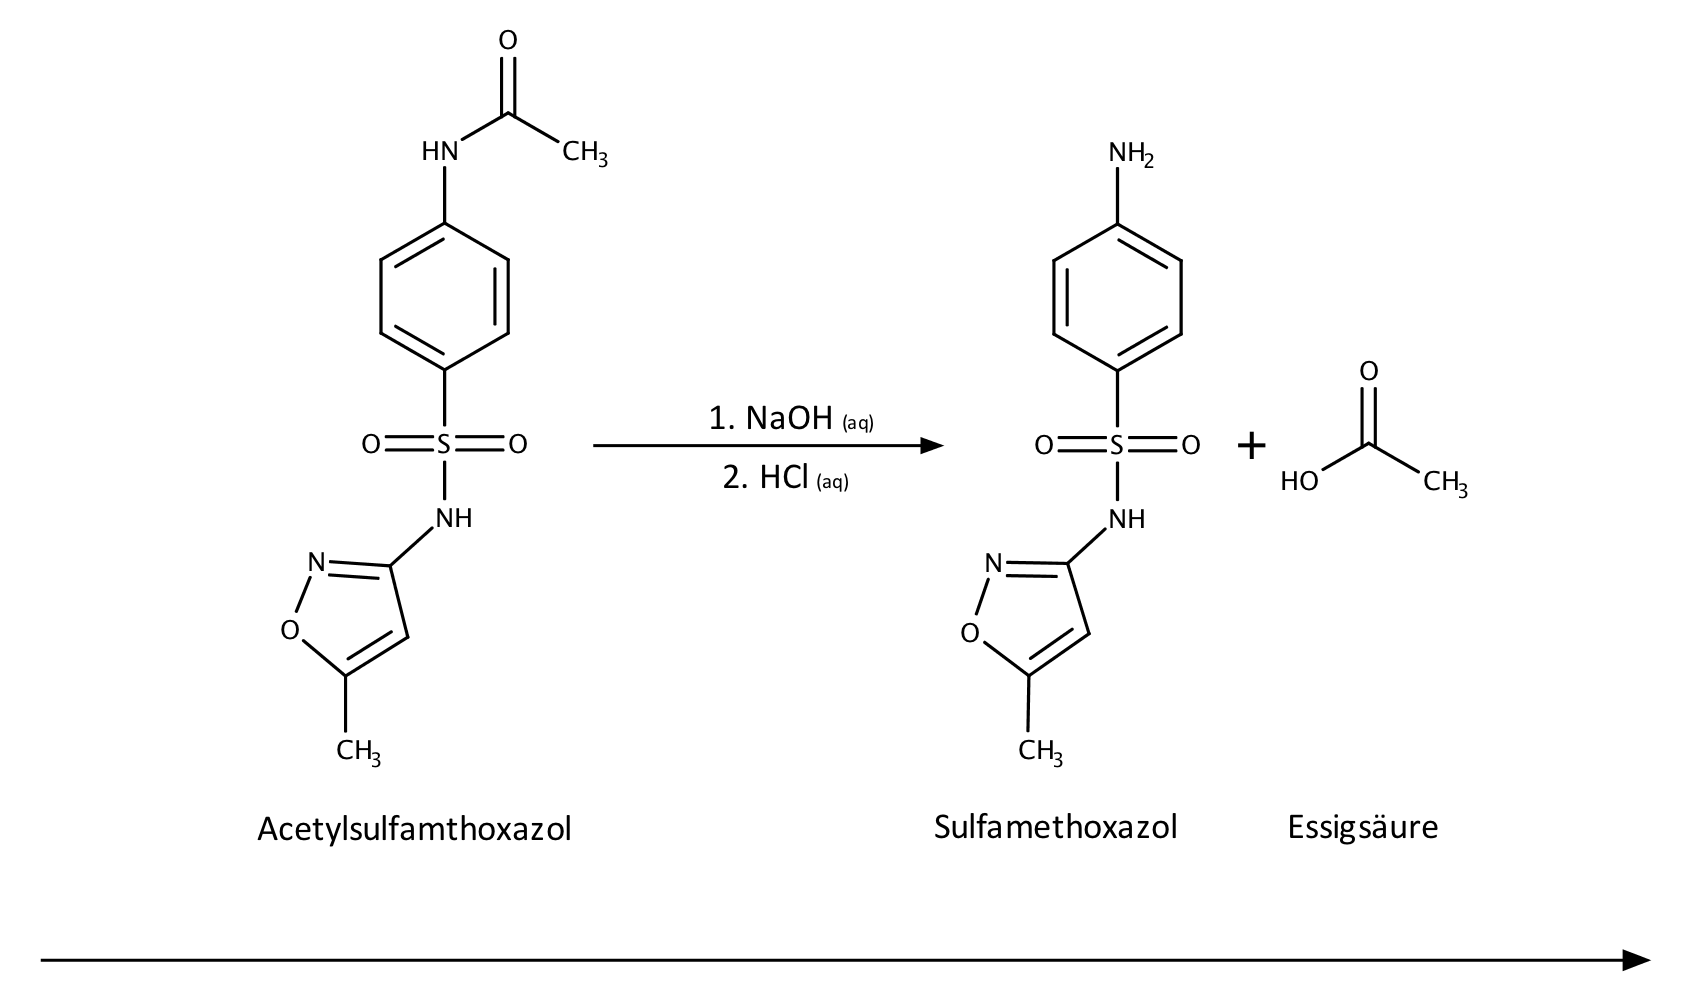 O
HN
CH3
O S O
NH
N
O
CH3
Acetylsulfamthoxazol
1. NaOH (aq)
2. HCl (aq)
NH2
O S O
NH
N
O
CH3
Sulfamethoxazol
+
O
HO
CH3
Essigsäure